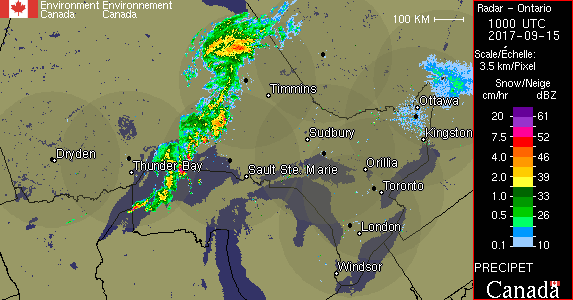 Environment Environnement
Canada Canada
100 KM
Timmins
Ottawa
Sudbury
Kingston
Dryden
Thunder Bay
Sault Ste. Marie
Orillia
Toronto
London
Windsor
Radar - Ontario
1000 UTC
2017-09-15
Scale/Échelle:
3.5 km/Pixel
Snow/Neige
cm/hr dBZ
20 61
7.5 52
4.0 46
2.0 39
1.0 33
0.5 26
0.1 10
PRECIPET
Canada